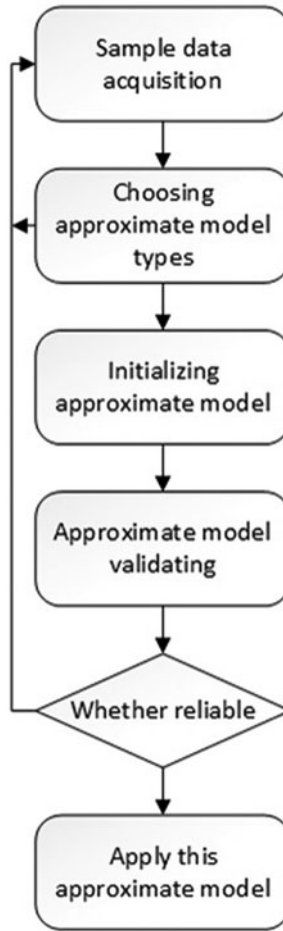 Sample data
acquisition
Choosing
approximate model
types
Initializing
approximate model
Approximate model
validating
Whether reliable
Apply this
approximate model